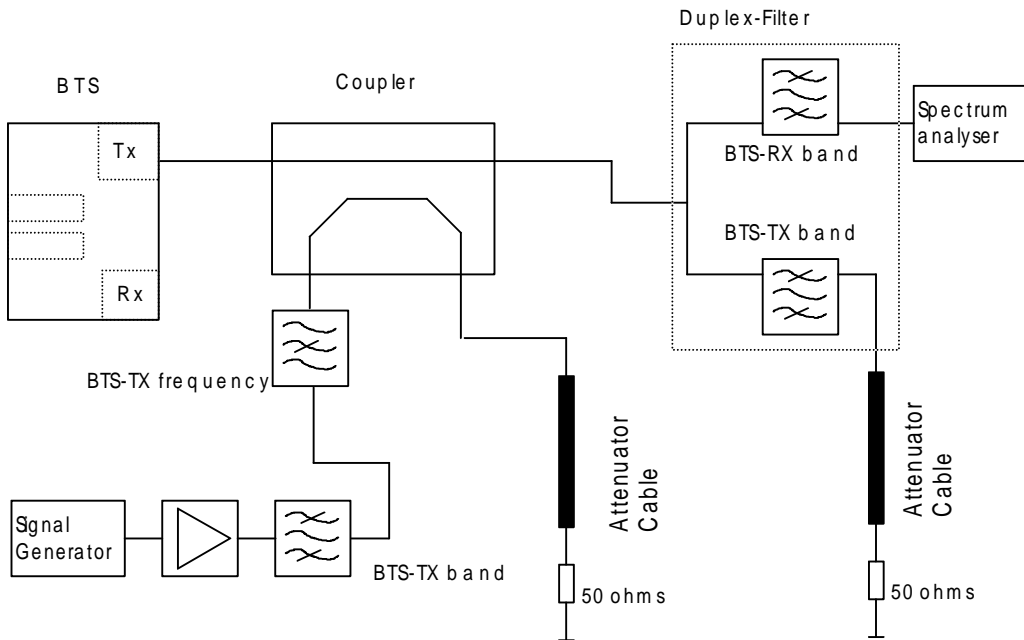 Duplex-Filter
BTS
Coupler
Tx
Spectrum
analyser
BTS-RX band
BTS-TX band
Rx
BTS-TX frequency
Attenuator
Cable
Attenuator
Cable
Signal
Generator
BTS-TX band
50 ohms
50 ohms